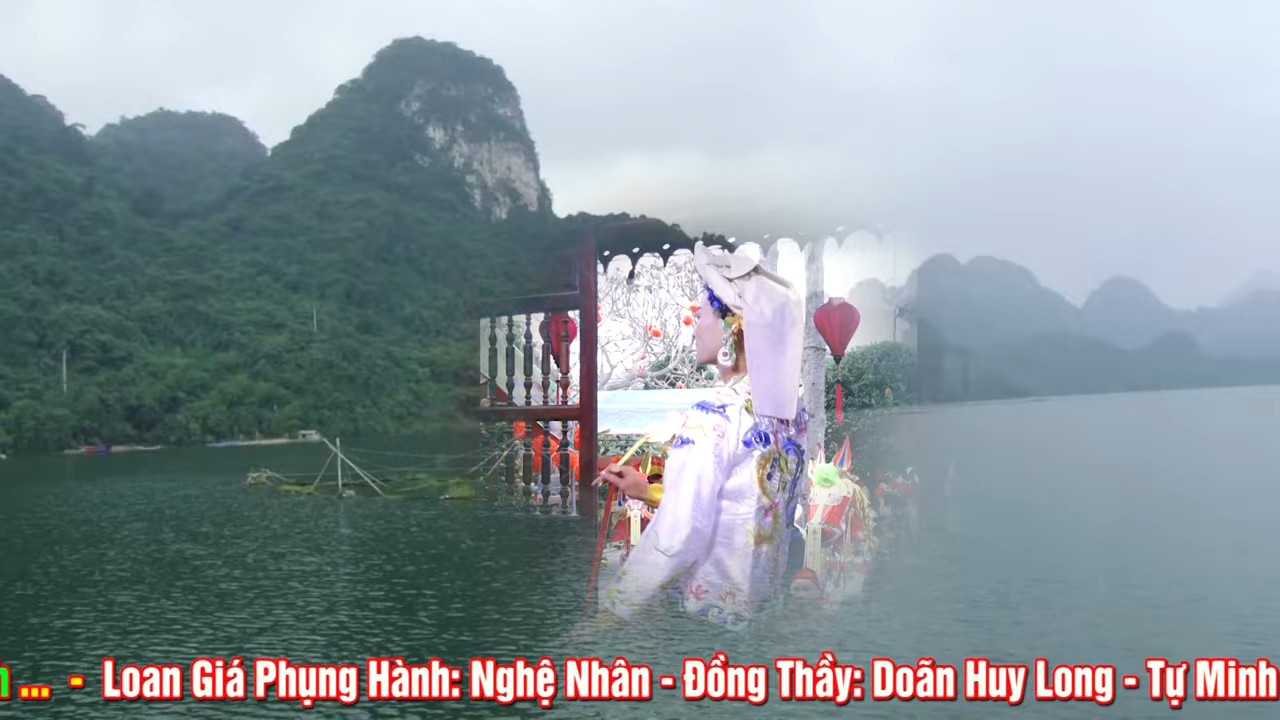 ... - Loan Giá Phụng Hành: Nghệ Nhân - Đồng Thầy: Doãn Huy Long - Tự Minh